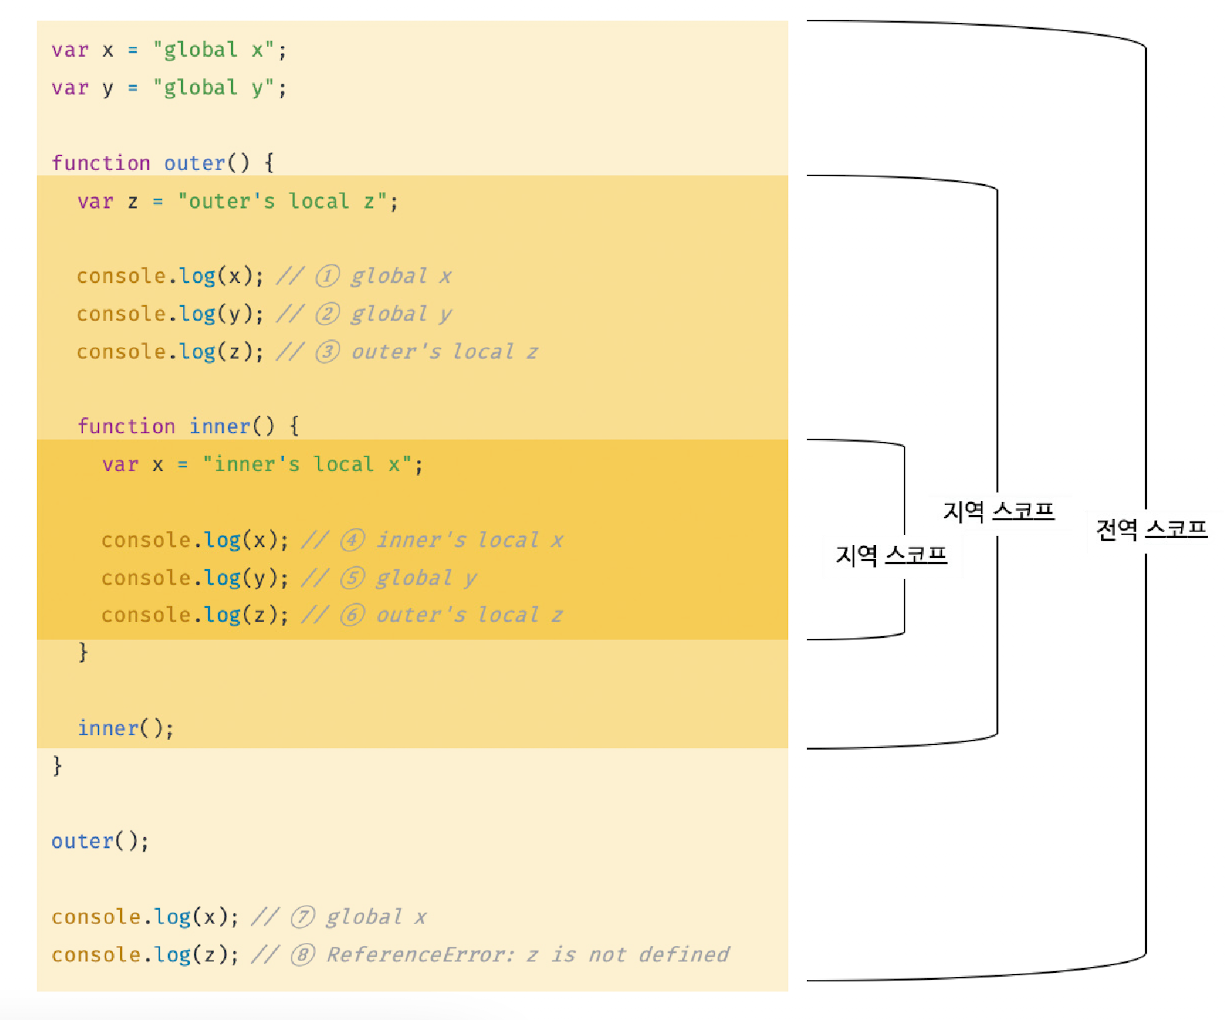 var x = "global x";
var y = "global y";
function outer() {
var z = "outer's local z";
console.log(x); // ① global x
console.log(y); // ② global y
console.log(z); // ③ outer's local z
function inner() {
var x = "inner's local x";
console.log(x); // ④ inner's local x
console.log(y); // ⑤ global y
console.log(z); // ⑥ outer's local z
}
inner();
}
outer();
console.log(x); // ⑦ global x
console.log(z); // ⑧ ReferenceError: z is not defined
지역 스코프
지역 스코프
전역 스코프